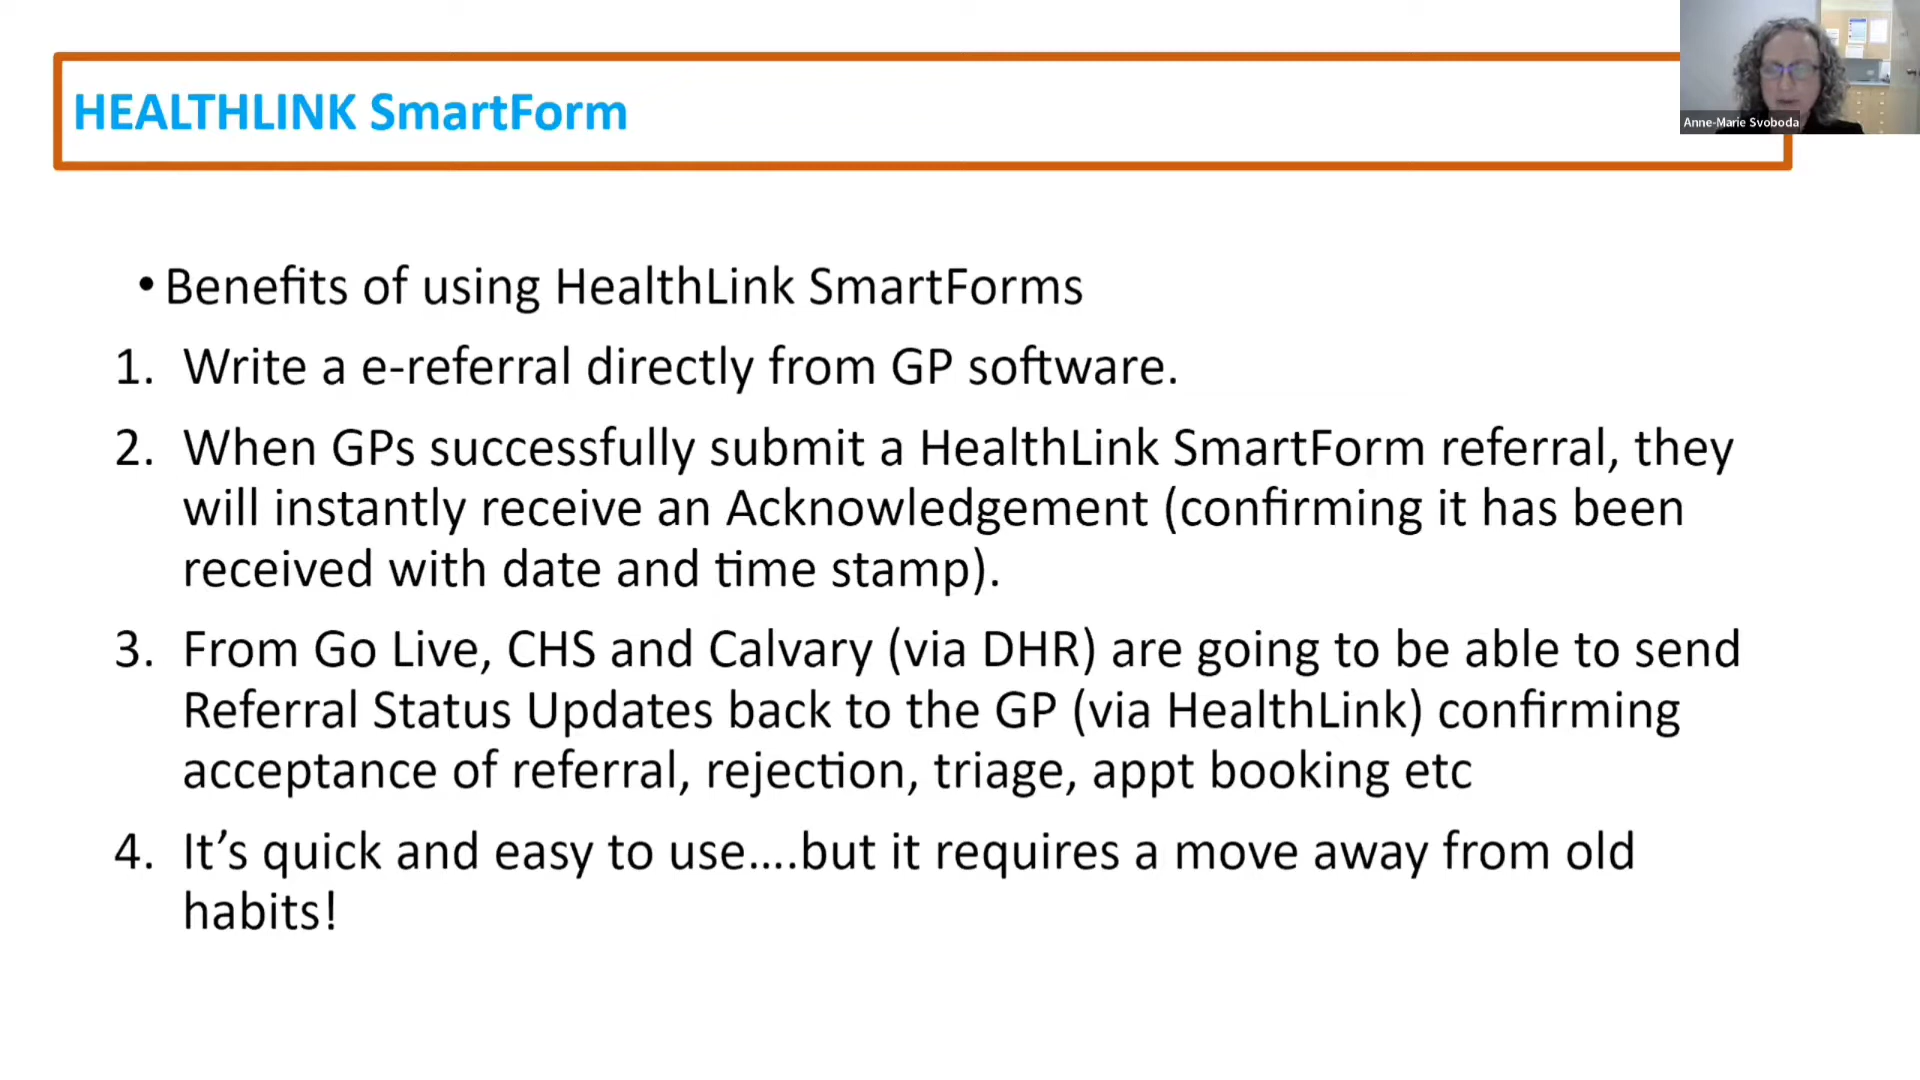 HEALTHLINK SmartForm
Anne-Marie Svoboda
• Benefits of using HealthLink SmartForms
1. Write a e-referral directly from GP software.
2. When GPs successfully submit a HealthLink SmartForm referral, they
will instantly receive an Acknowledgement (confirming it has been
received with date and time stamp).
3. From Go Live, CHS and Calvary (via DHR) are going to be able to send
Referral Status Updates back to the GP (via HealthLink) confirming
acceptance of referral, rejection, triage, appt booking etc
4. It’s quick and easy to use….but it requires a move away from old
habits!